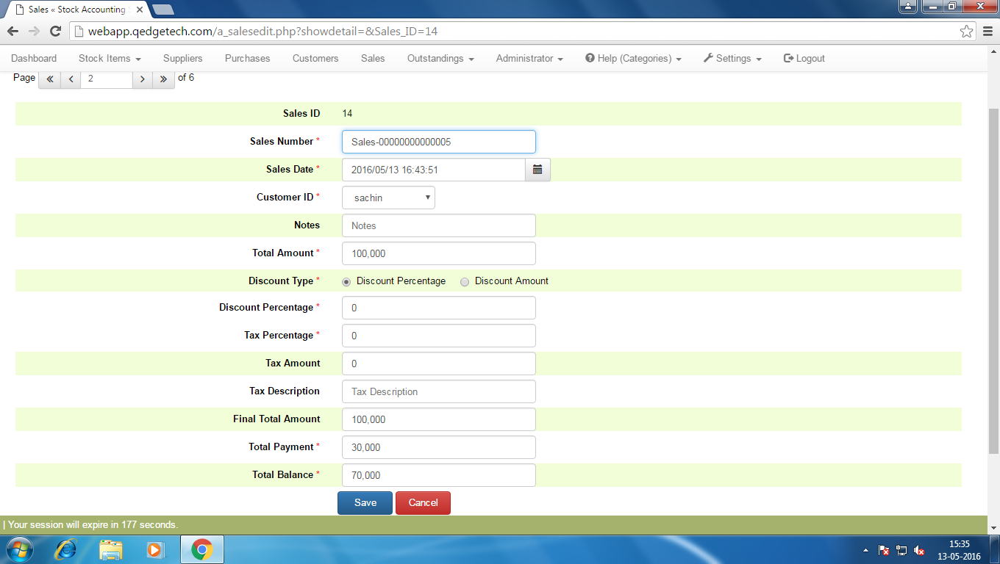 Sales « Stock Accounting
webapp.qedgetech.com/a_salesedit.php?showdetail=&Sales_ID=14
Dashboard Stock Items Suppliers Purchases Customers Sales Outstandings Administrator Help (Categories) Settings Logout
Page 2 of 6
Sales ID 14
Sales Number * Sales-00000000000005
Sales Date * 2016/05/13 16:43:51
Customer ID * sachin
Notes Notes
Total Amount * 100,000
Discount Type * Discount Percentage Discount Amount
Discount Percentage * 0
Tax Percentage * 0
Tax Amount 0
Tax Description Tax Description
Final Total Amount 100,000
Total Payment * 30,000
Total Balance * 70,000
Save Cancel
| Your session will expire in 177 seconds.
15:35
13-05-2016